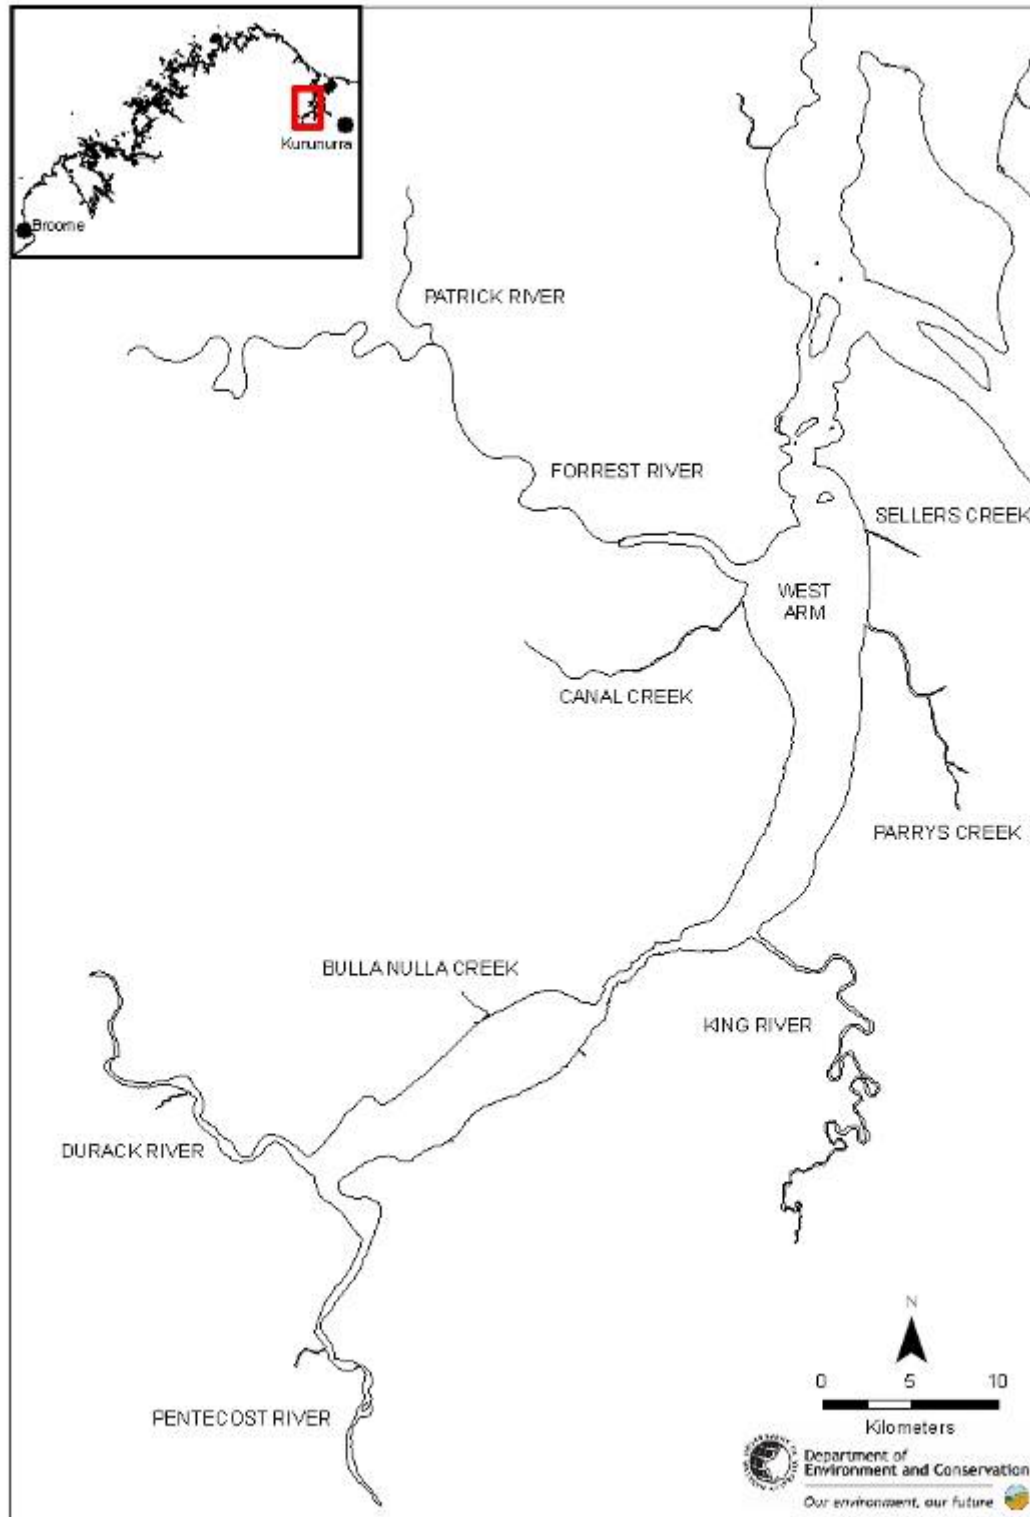 Kununurra
Broome
PATRICK RIVER
FORREST RIVER
SELLERS CREEK
WEST
ARM
CANAL CREEK
PARRYS CREEK
BULLA NULLA CREEK
KING RIVER
DURACK RIVER
PENTECOST RIVER
N
0 5 10
Kilometers
Department of
Environment and Conservation
Our environment, our future